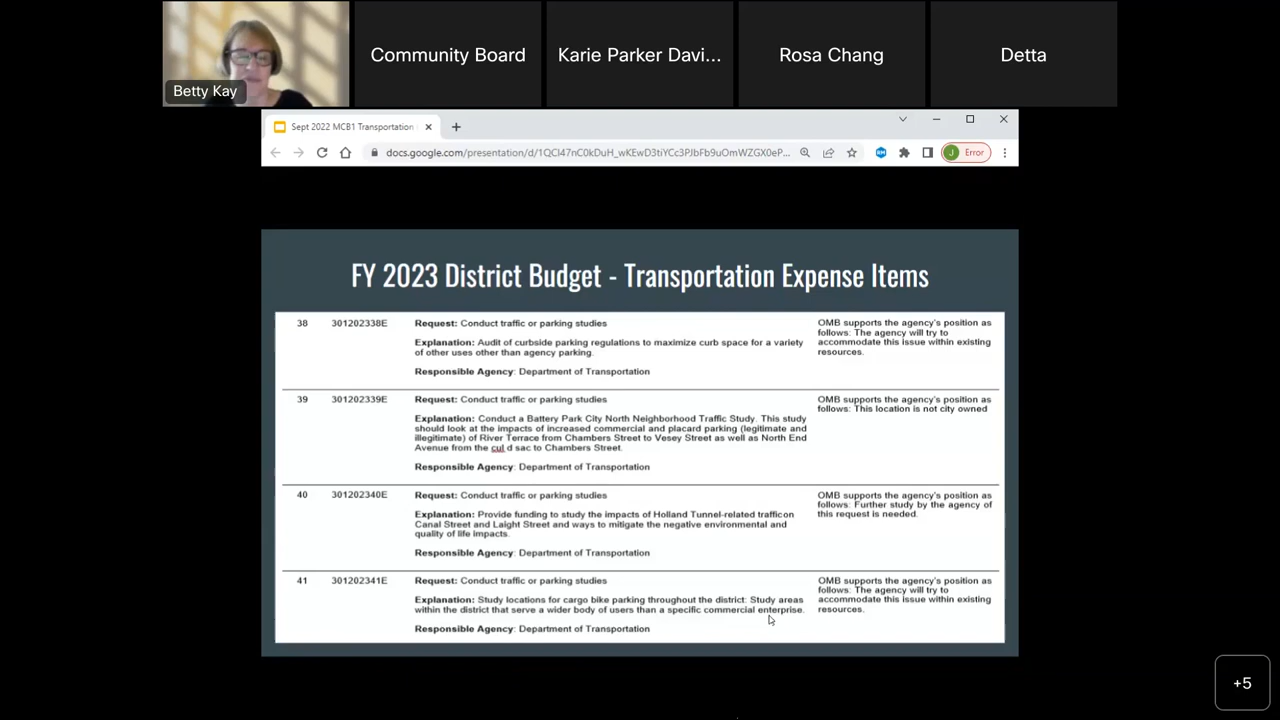 Betty Kay
Community Board
Karie Parker Davi...
Rosa Chang
Detta
Sept 2022 MCB1 Transportation
docs.google.com/presentation/d/1QCI47nC0kDuH_wKEwD3tiYCc3PJbFb9uOmWZGX0eP...
J Error
FY 2023 District Budget - Transportation Expense Items
38 301202338E Request: Conduct traffic or parking studies
Explanation: Audit of curbside parking regulations to maximize curb space for a variety
of other uses other than agency parking.
Responsible Agency: Department of Transportation
OMB supports the agency's position as
follows: The agency will try to
accommodate this issue within existing
resources.
39 301202339E Request: Conduct traffic or parking studies
Explanation: Conduct a Battery Park City North Neighborhood Traffic Study. This study
should look at the impacts of increased commercial and placard parking (legitimate and
illegitimate) of River Terrace from Chambers Street to Vesey Street as well as North End
Avenue from the cul d sac to Chambers Street.
Responsible Agency: Department of Transportation
OMB supports the agency's position as
follows: This location is not city owned
40 301202340E Request: Conduct traffic or parking studies
Explanation: Provide funding to study the impacts of Holland Tunnel-related trafficon
Canal Street and Laight Street and ways to mitigate the negative environmental and
quality of life impacts.
Responsible Agency: Department of Transportation
OMB supports the agency's position as
follows: Further study by the agency of
this request is needed.
41 301202341E Request: Conduct traffic or parking studies
Explanation: Study locations for cargo bike parking throughout the district: Study areas
within the district that serve a wider body of users than a specific commercial enterprise.
Responsible Agency: Department of Transportation
OMB supports the agency's position as
follows: The agency will try to
accommodate this issue within existing
resources.
+5